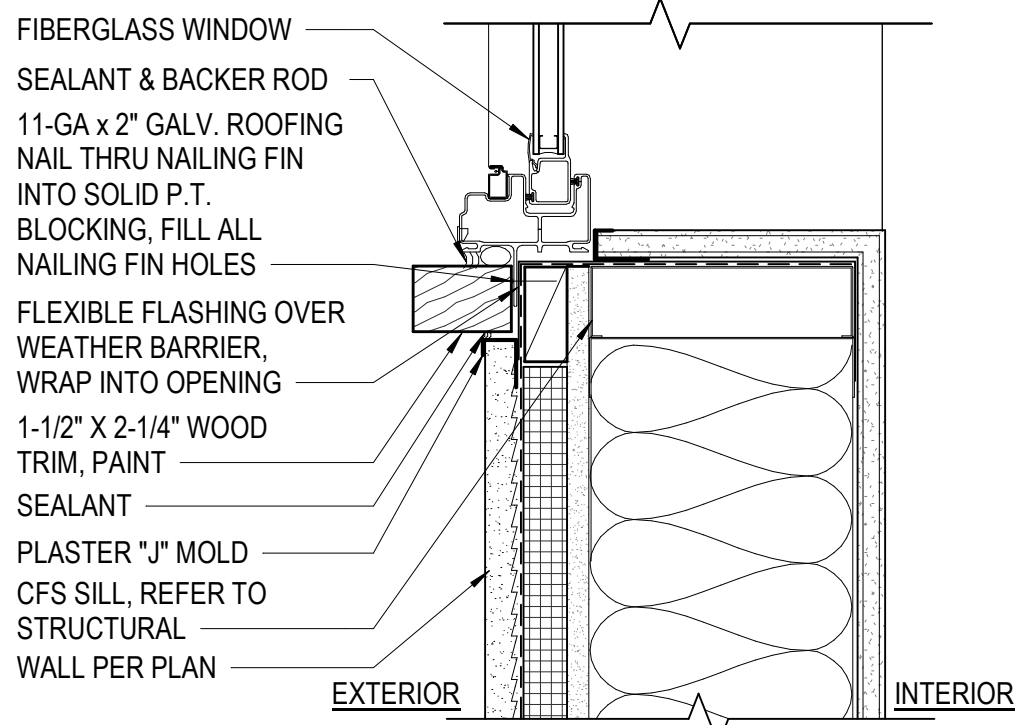 FIBERGLASS WINDOW
SEALANT & BACKER ROD
11-GA x 2" GALV. ROOFING
NAIL THRU NAILING FIN
INTO SOLID P.T.
BLOCKING, FILL ALL
NAILING FIN HOLES
FLEXIBLE FLASHING OVER
WEATHER BARRIER,
WRAP INTO OPENING
1-1/2" X 2-1/4" WOOD
TRIM, PAINT
SEALANT
PLASTER "J" MOLD
CFS SILL, REFER TO
STRUCTURAL
WALL PER PLAN
EXTERIOR
INTERIOR